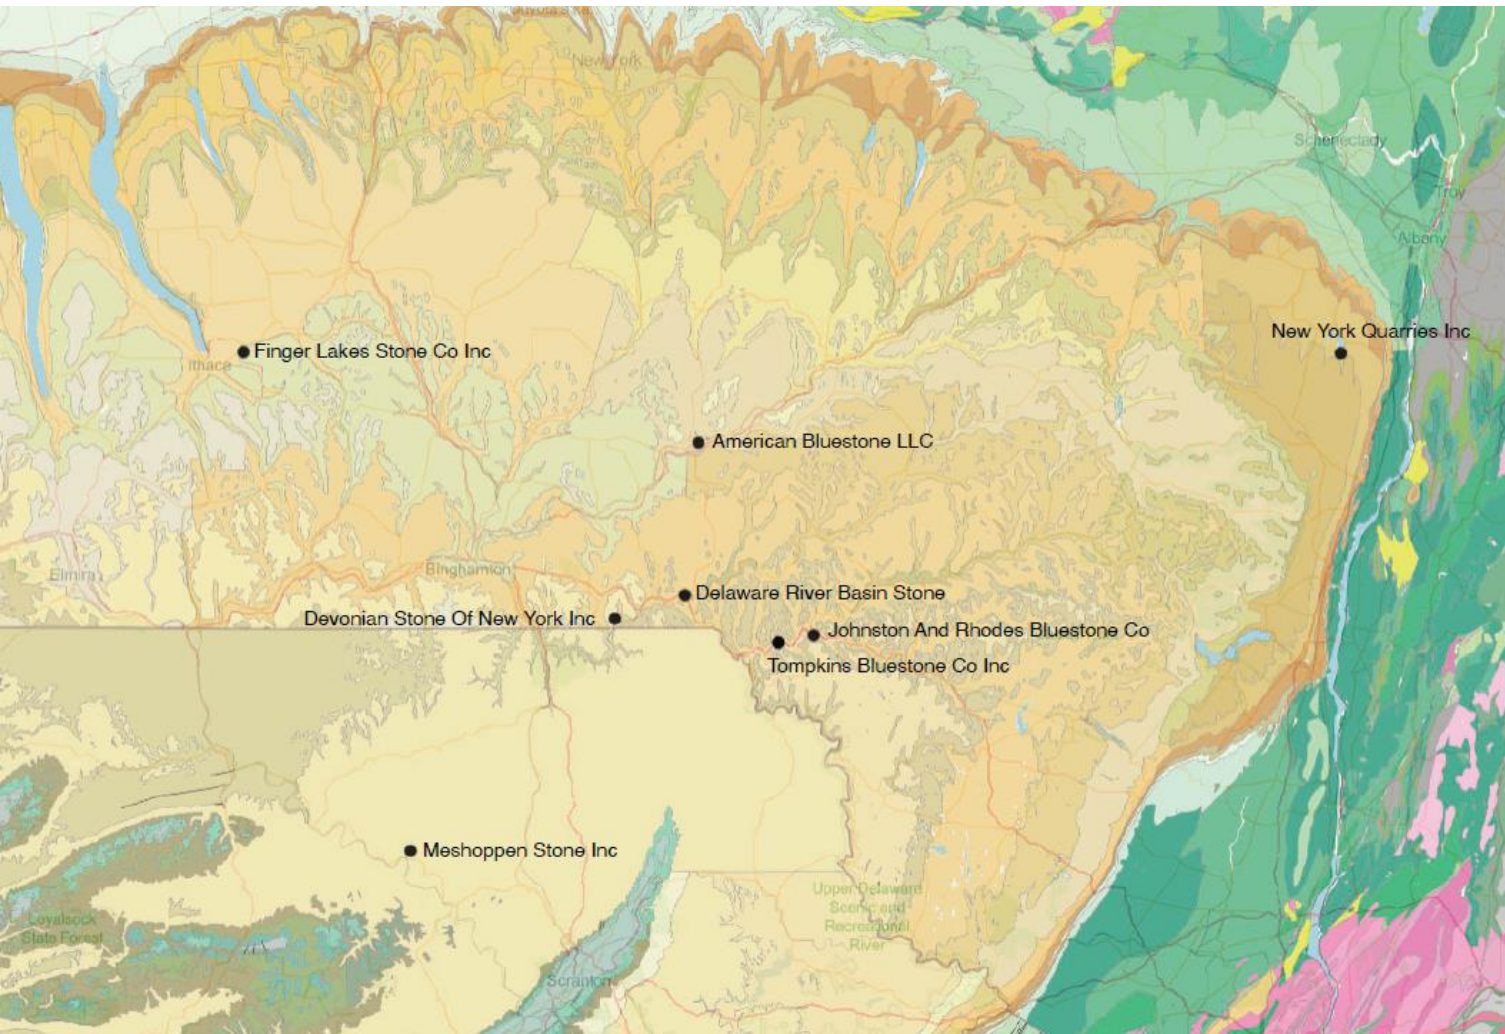 New York
Schenectady
Troy
Albany
New York Quarries Inc
Finger Lakes Stone Co Inc
Ithaca
American Bluestone LLC
Binghamton
Elmira
Delaware River Basin Stone
Devonian Stone Of New York Inc
Johnston And Rhodes Bluestone Co
Tompkins Bluestone Co Inc
Meshoppen Stone Inc
Upper Delaware
Scenic and
Recreational
River
Loyalsock
State Forest
Scranton